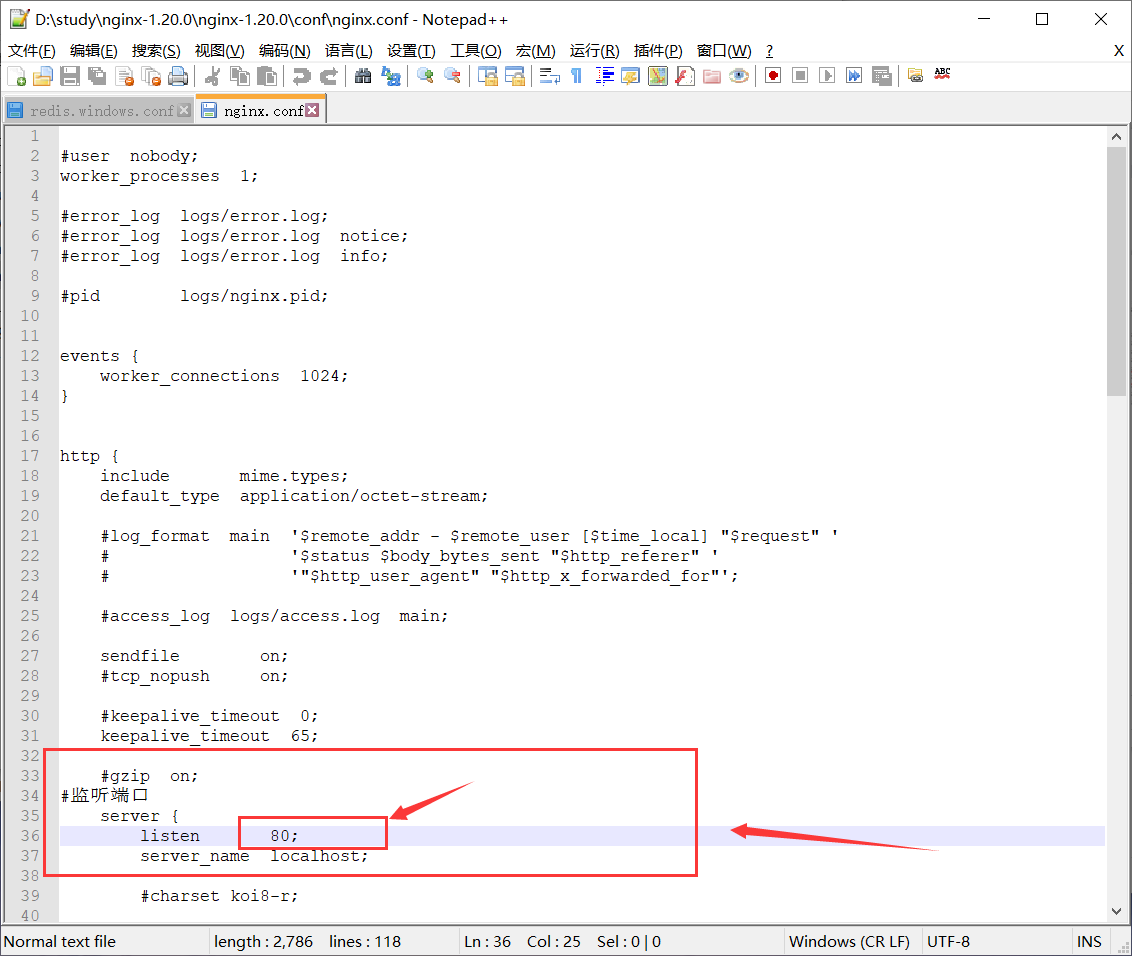 D:\study\nginx-1.20.0\nginx-1.20.0\conf\nginx.conf - Notepad++
文件(F) 编辑(E) 搜索(S) 视图(V) 编码(N) 语言(L) 设置(T) 工具(O) 宏(M) 运行(R) 插件(P) 窗口(W) ? X
ABC
redis.windows.conf nginx.conf
1
2 #user  nobody;
3 worker_processes  1;
4
5 #error_log  logs/error.log;
6 #error_log  logs/error.log  notice;
7 #error_log  logs/error.log  info;
8
9 #pid        logs/nginx.pid;
10
11
12 events {
13     worker_connections  1024;
14 }
15
16
17 http {
18     include       mime.types;
19     default_type  application/octet-stream;
20
21     #log_format  main  '$remote_addr - $remote_user [$time_local] "$request" '
22     #                  '$status $body_bytes_sent "$http_referer" '
23     #                  '"$http_user_agent" "$http_x_forwarded_for"';
24
25     #access_log  logs/access.log  main;
26
27     sendfile        on;
28     #tcp_nopush     on;
29
30     #keepalive_timeout  0;
31     keepalive_timeout  65;
32
33     #gzip  on;
34 #监听端口
35     server {
36         listen       80;
37         server_name  localhost;
38
39         #charset koi8-r;
40
Normal text file length : 2,786 lines : 118 Ln : 36 Col : 25 Sel : 0 | 0 Windows (CR LF) UTF-8 INS